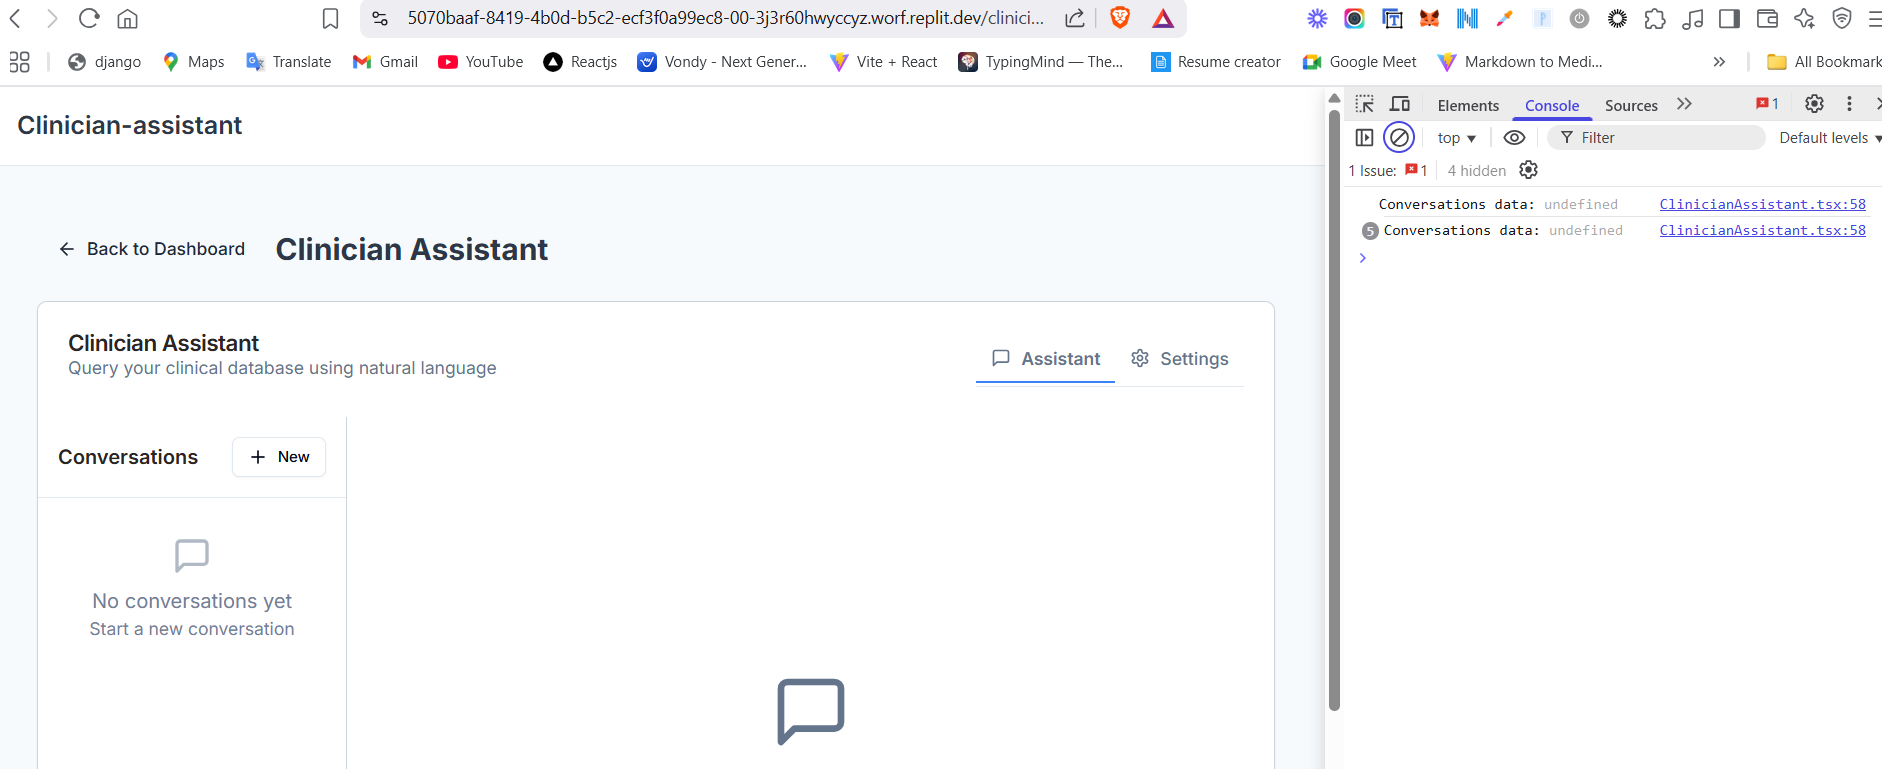 5070baaf-8419-4b0d-b5c2-ecf3f0a99ec8-00-3j3r60hwyccyz.worf.replit.dev/clinici...
django Maps Translate Gmail YouTube Reactjs Vondy - Next Gener... Vite + React TypingMind — The... Resume creator Google Meet Markdown to Medi... » All Bookmark
Clinician-assistant
Elements Console Sources 1
top Filter Default levels
1 Issue: 1 4 hidden
Conversations data: undefined ClinicianAssistant.tsx:58
5 Conversations data: undefined ClinicianAssistant.tsx:58
Back to Dashboard Clinician Assistant
Clinician Assistant
Query your clinical database using natural language
Assistant Settings
Conversations + New
No conversations yet
Start a new conversation